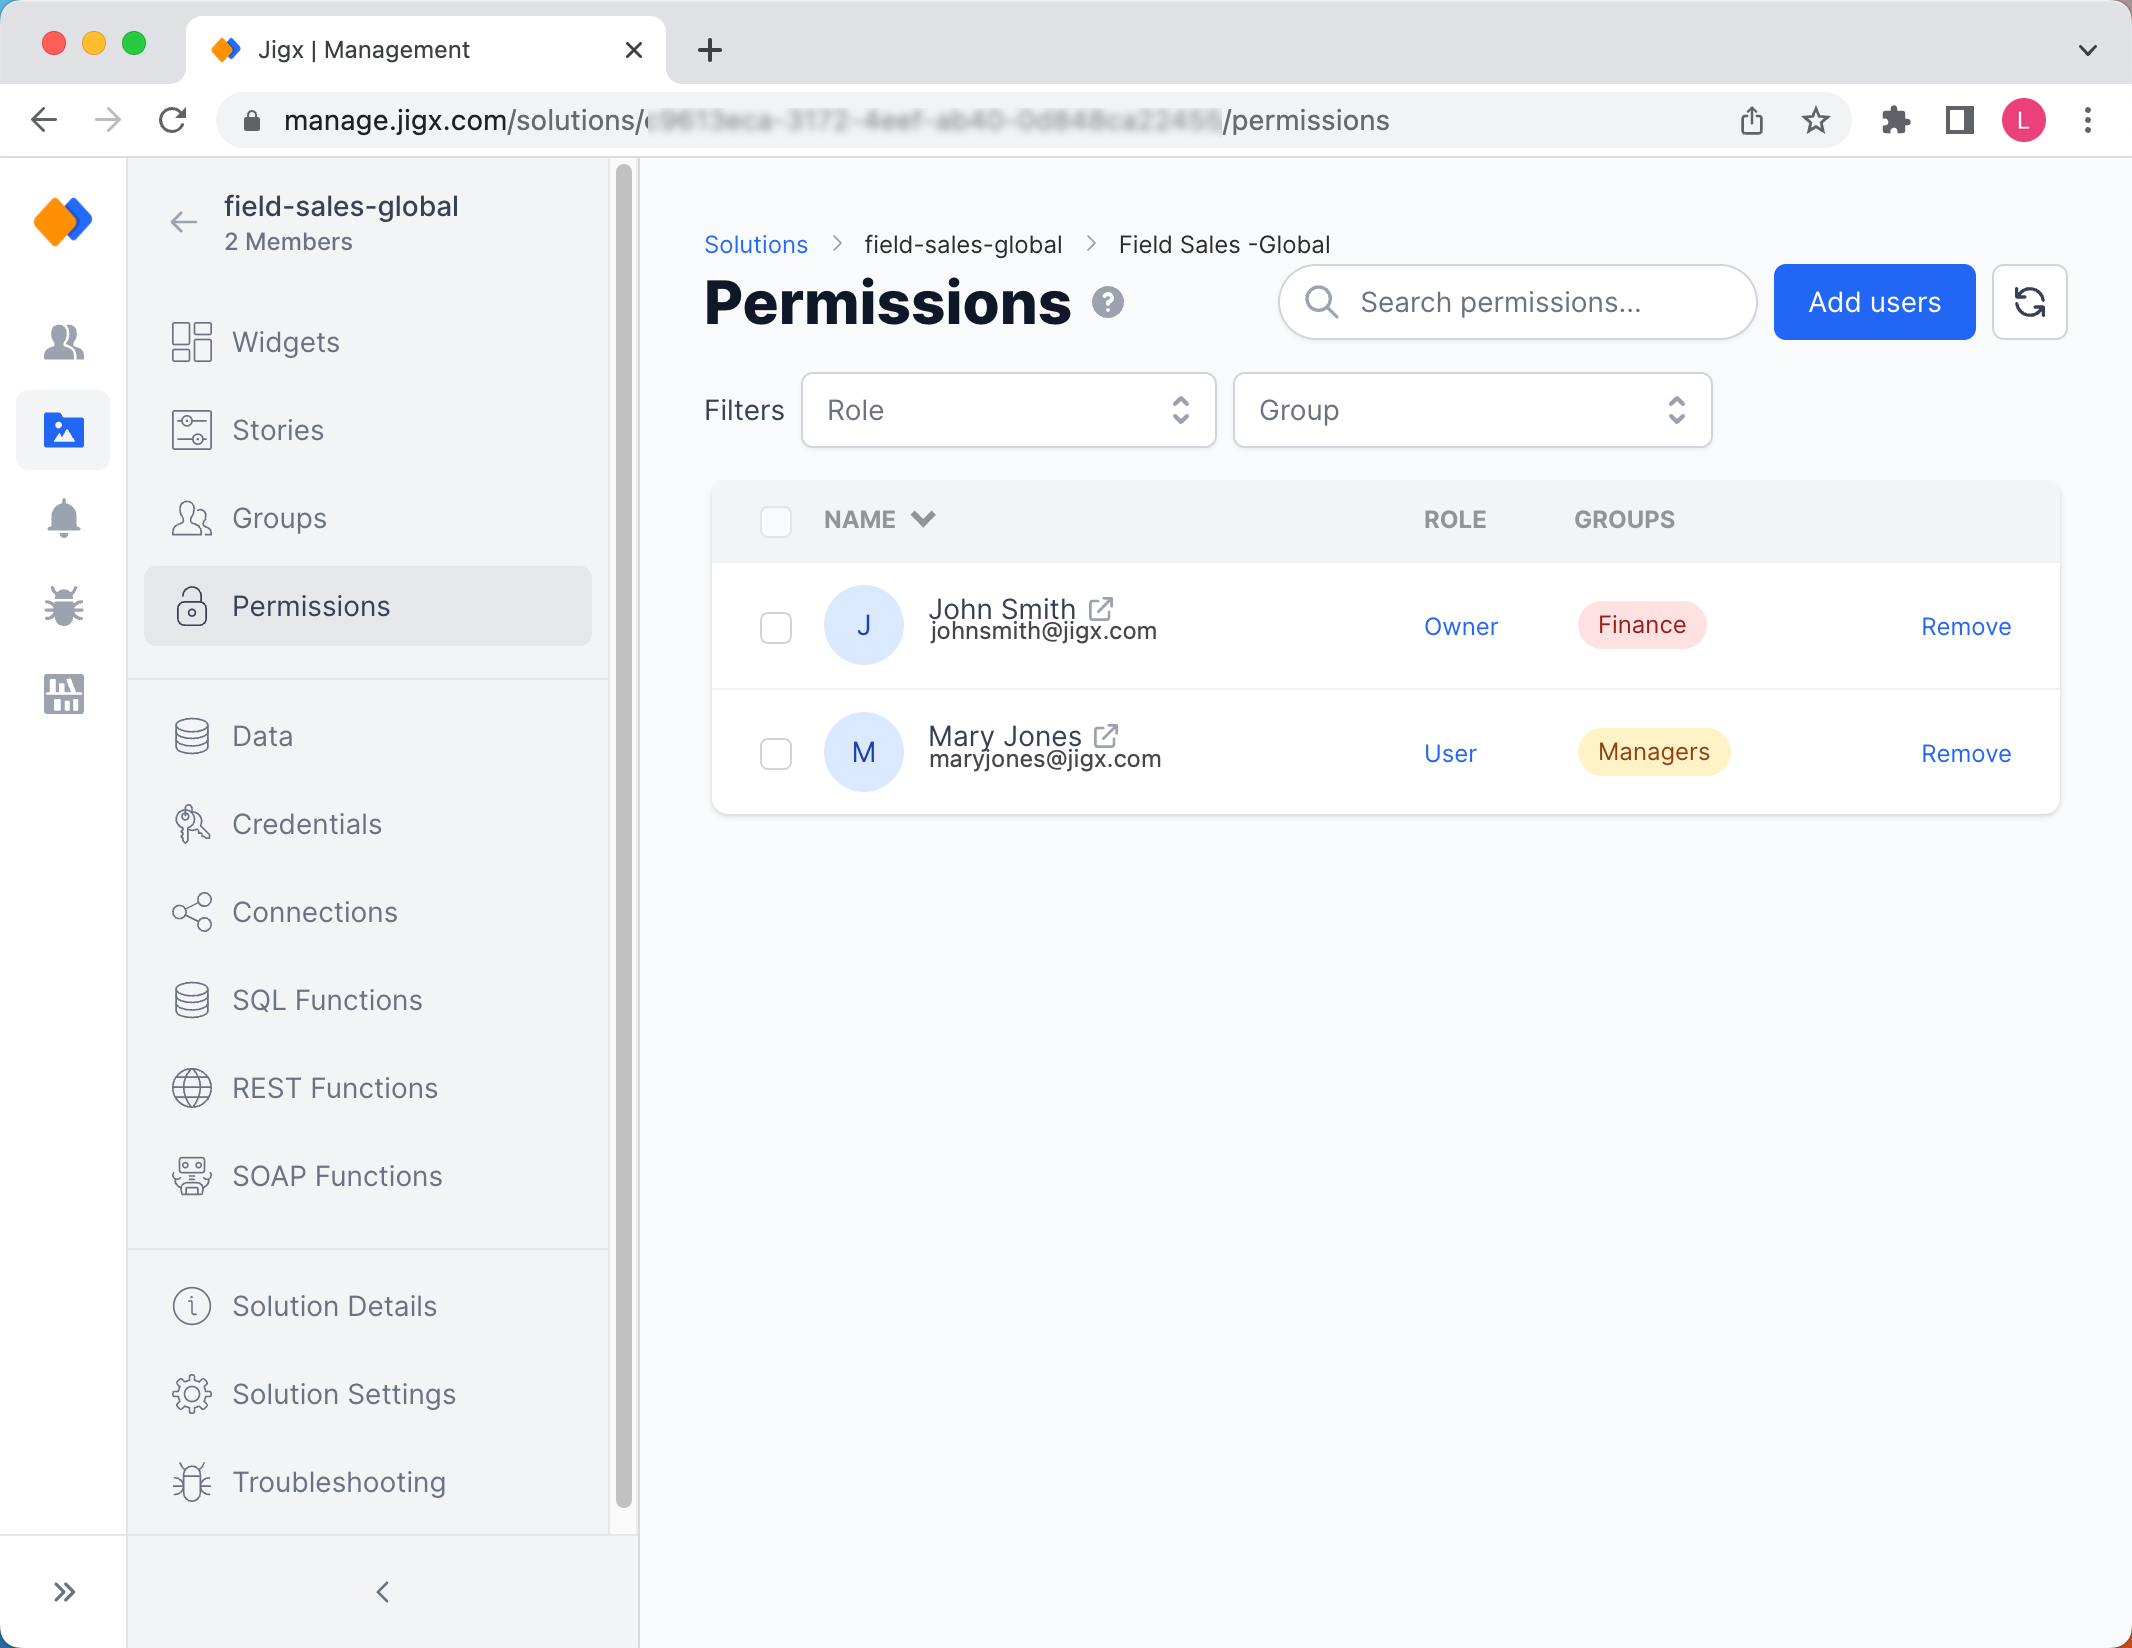 Jigx | Management
manage.jigx.com/solutions/ /permissions
L
field-sales-global
2 Members
Widgets
Stories
Groups
Permissions
Data
Credentials
Connections
SQL Functions
REST Functions
SOAP Functions
Solution Details
Solution Settings
Troubleshooting
Solutions > field-sales-global > Field Sales -Global
Permissions ?
Search permissions...
Add users
Filters
Role
Group
NAME ROLE GROUPS
J
John Smith
johnsmith@jigx.com
Owner
Finance
Remove
M
Mary Jones
maryjones@jigx.com
User
Managers
Remove